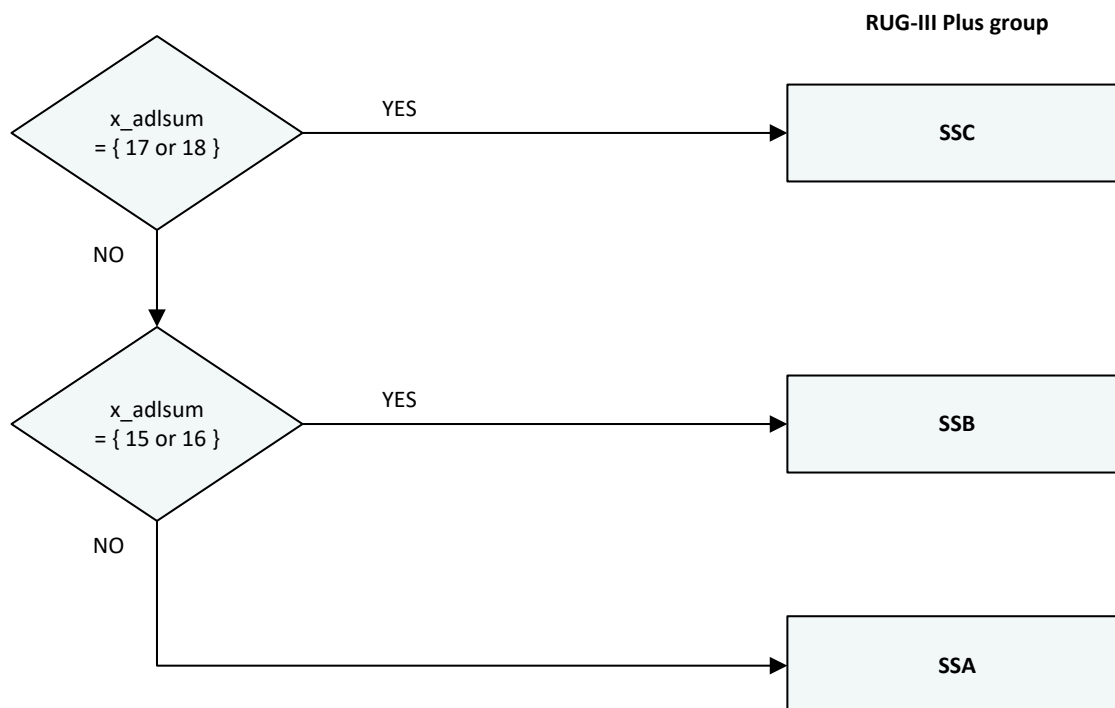 RUG-III Plus group
x_adlsum
= { 17 or 18 }
YES
SSC
NO
x_adlsum
= { 15 or 16 }
YES
SSB
NO
SSA